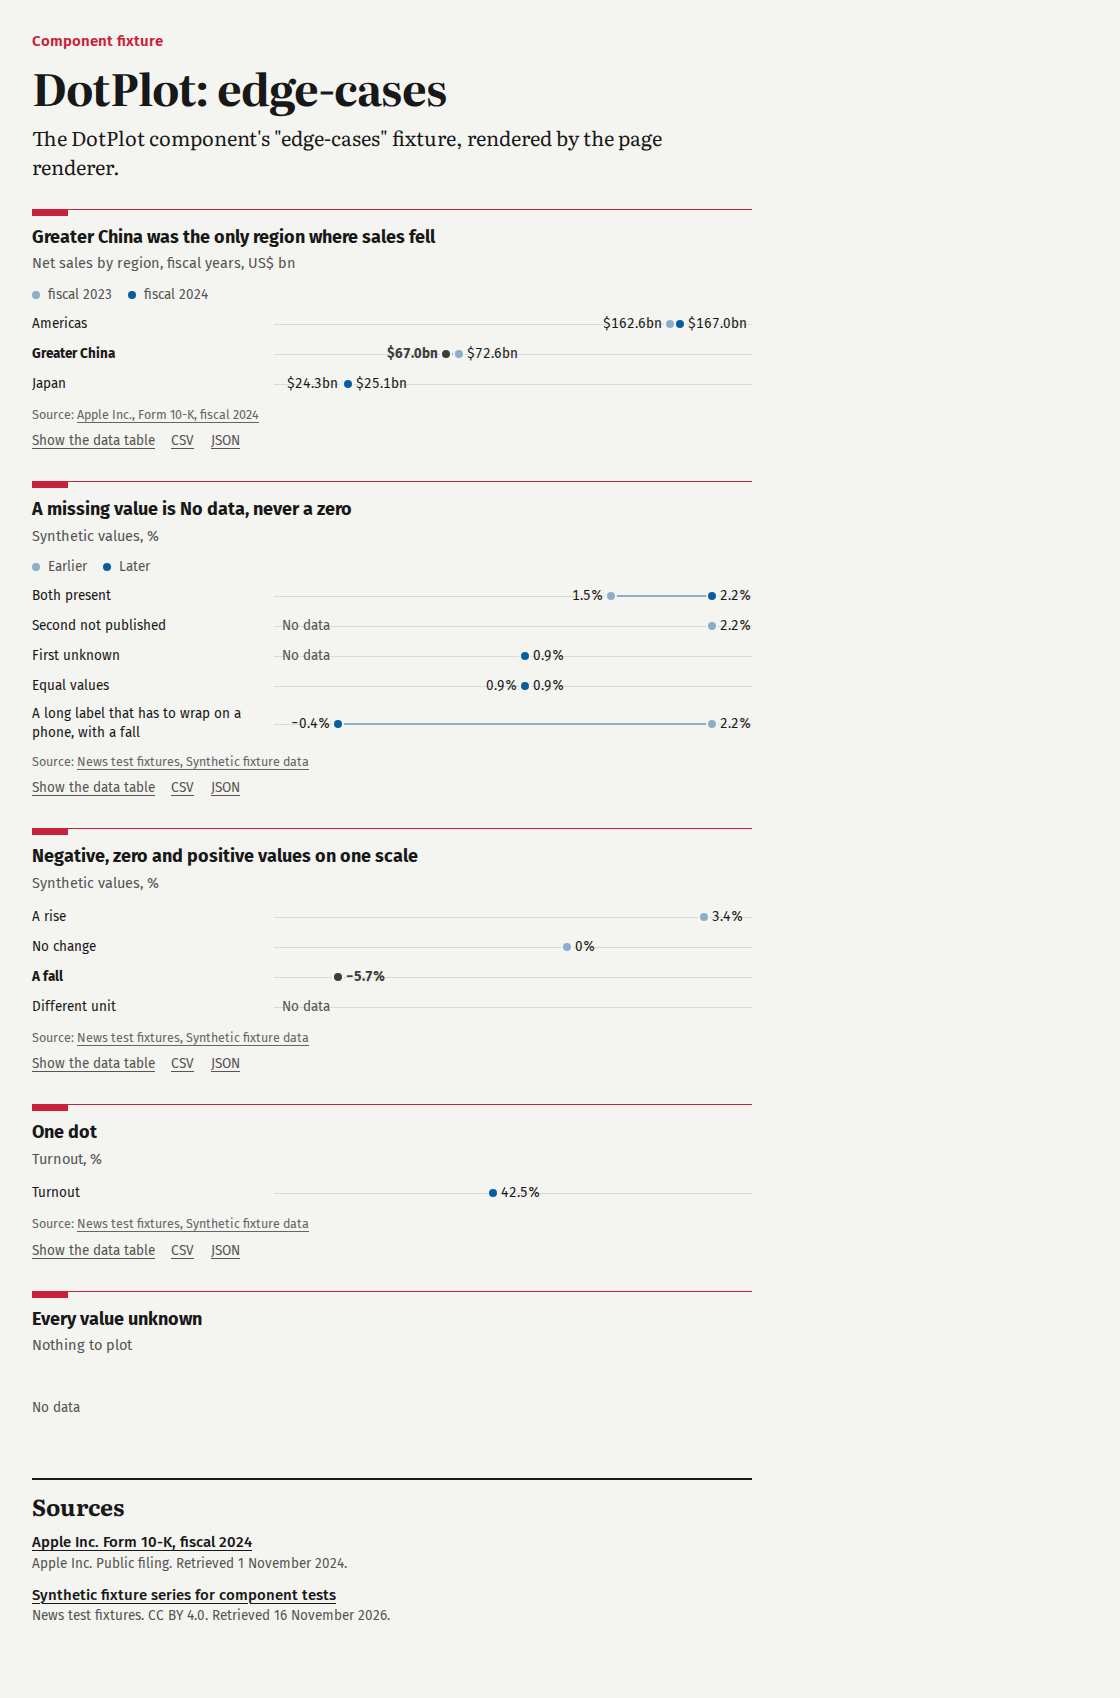 Component fixture
DotPlot: edge-cases
The DotPlot component's "edge-cases" fixture, rendered by the page
renderer.
Greater China was the only region where sales fell
Net sales by region, fiscal years, US$ bn
fiscal 2023 fiscal 2024
Americas $162.6bn $167.0bn
Greater China $67.0bn $72.6bn
Japan $24.3bn $25.1bn
Source: Apple Inc., Form 10-K, fiscal 2024
Show the data table CSV JSON
A missing value is No data, never a zero
Synthetic values, %
Earlier Later
Both present 1.5% 2.2%
Second not published No data 2.2%
First unknown No data 0.9%
Equal values 0.9% 0.9%
A long label that has to wrap on a
phone, with a fall −0.4% 2.2%
Source: News test fixtures, Synthetic fixture data
Show the data table CSV JSON
Negative, zero and positive values on one scale
Synthetic values, %
A rise 3.4%
No change 0%
A fall −5.7%
Different unit No data
Source: News test fixtures, Synthetic fixture data
Show the data table CSV JSON
One dot
Turnout, %
Turnout 42.5%
Source: News test fixtures, Synthetic fixture data
Show the data table CSV JSON
Every value unknown
Nothing to plot
No data
Sources
Apple Inc. Form 10-K, fiscal 2024
Apple Inc. Public filing. Retrieved 1 November 2024.
Synthetic fixture series for component tests
News test fixtures. CC BY 4.0. Retrieved 16 November 2026.